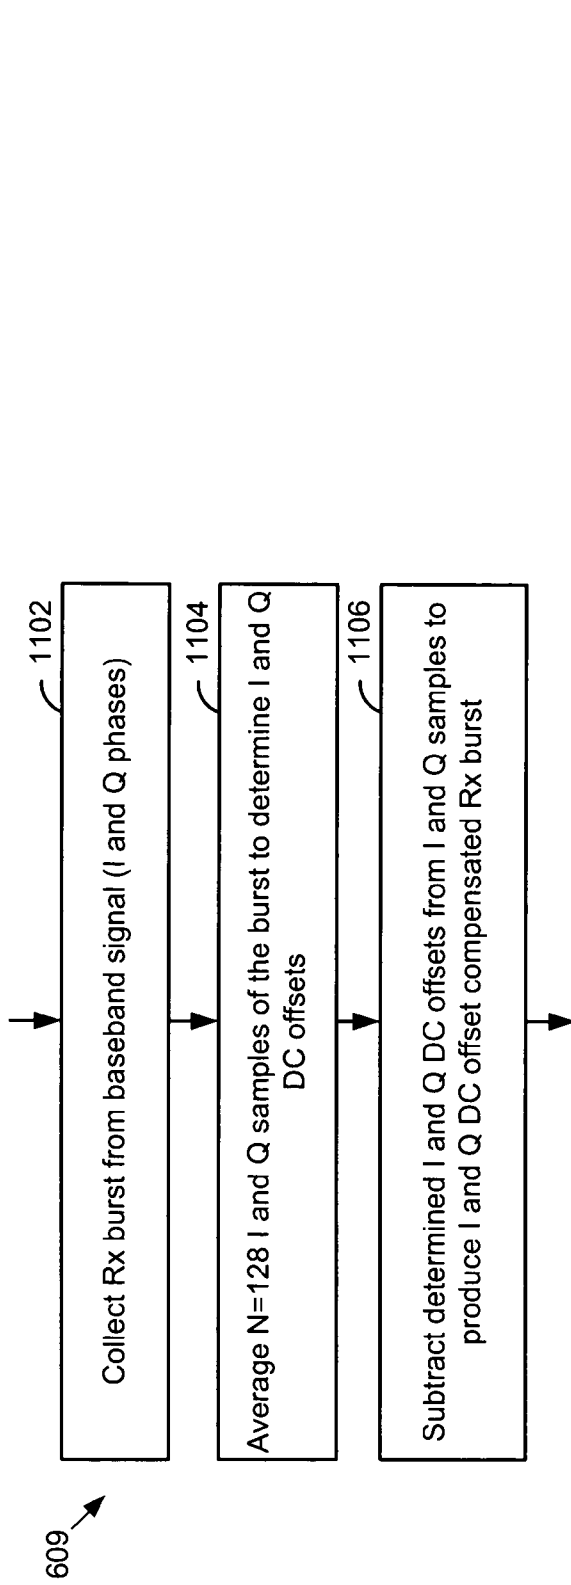 609
1102
Collect Rx burst from baseband signal (I and Q phases)
1104
Average N=128 I and Q samples of the burst to determine I and Q
DC offsets
1106
Subtract determined I and Q DC offsets from I and Q samples to
produce I and Q DC offset compensated Rx burst